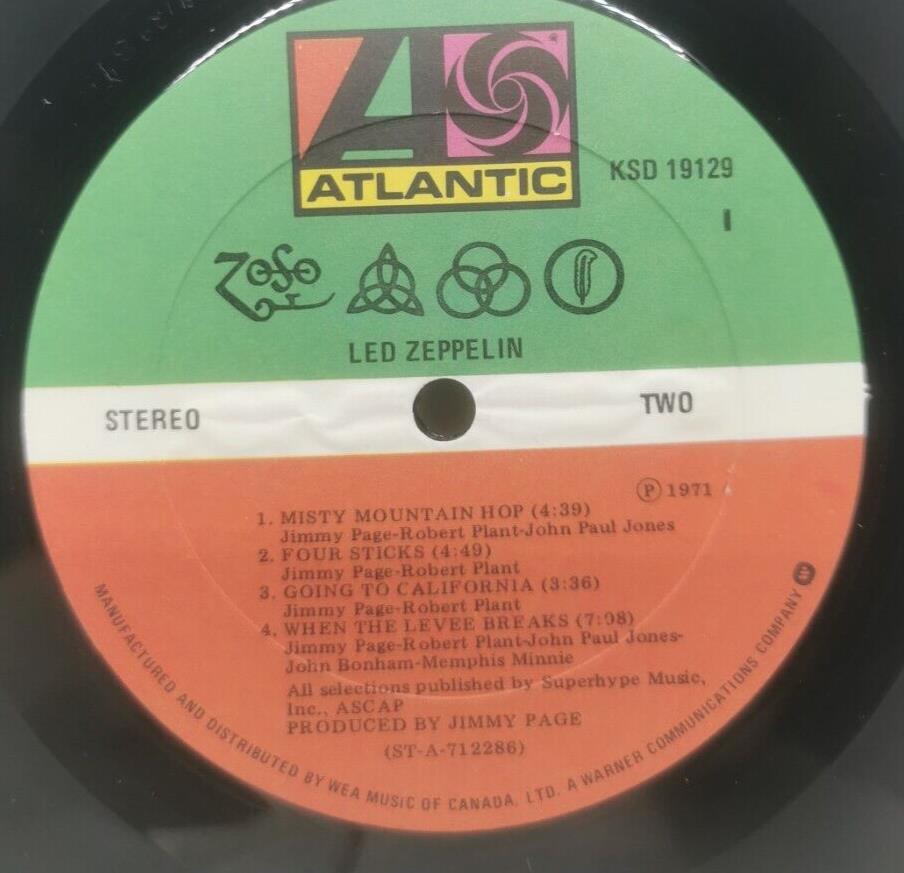 ATLANTIC
KSD 19129
I
LED ZEPPELIN
STEREO
TWO
Ⓟ 1971
1. MISTY MOUNTAIN HOP (4:39)
Jimmy Page-Robert Plant-John Paul Jones
2. FOUR STICKS (4:49)
Jimmy Page-Robert Plant
3. GOING TO CALIFORNIA (3:36)
Jimmy Page-Robert Plant
4. WHEN THE LEVEE BREAKS (7:08)
Jimmy Page-Robert Plant-John Paul Jones-
John Bonham-Memphis Minnie
All selections published by Superhype Music,
Inc., ASCAP
PRODUCED BY JIMMY PAGE
(ST-A-712286)
MANUFACTURED AND DISTRIBUTED BY WEA MUSIC OF CANADA, LTD. A WARNER COMMUNICATIONS COMPANY